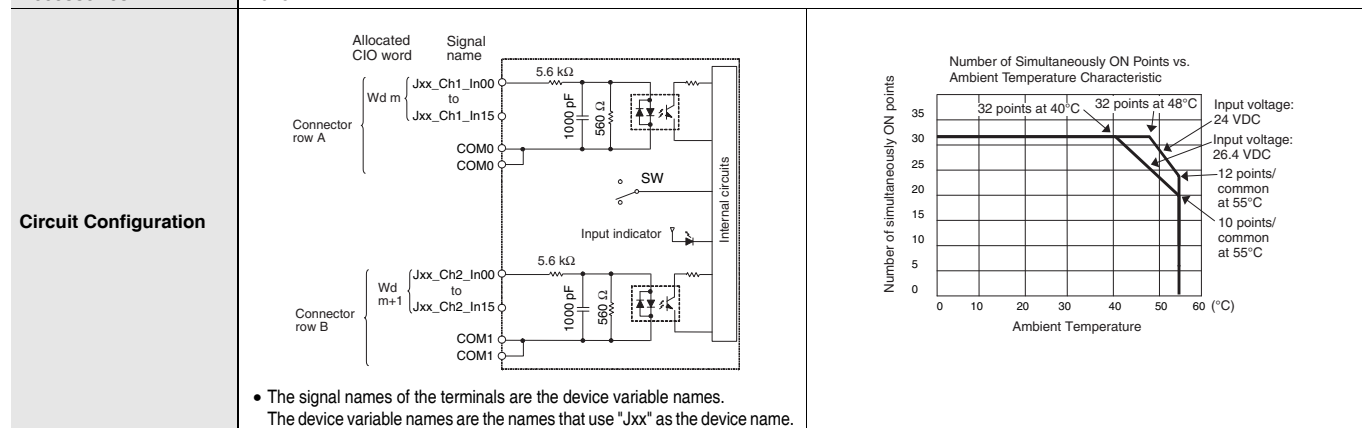 Circuit Configuration
Allocated
CIO word
Signal
name
Connector
row A
Wd m
Jxx_Ch1_In00
to
Jxx_Ch1_In15
COM0
COM0
5.6 kΩ
1000 pF
560 Ω
SW
Input indicator
Internal circuits
Connector
row B
Wd
m+1
Jxx_Ch2_In00
to
Jxx_Ch2_In15
COM1
COM1
5.6 kΩ
1000 pF
560 Ω
• The signal names of the terminals are the device variable names.
The device variable names are the names that use "Jxx" as the device name.
Number of Simultaneously ON Points vs.
Ambient Temperature Characteristic
Number of simultaneously ON points
35
30
25
20
15
10
5
0
32 points at 40°C
32 points at 48°C
Input voltage:
24 VDC
Input voltage:
26.4 VDC
12 points/
common
at 55°C
10 points/
common
at 55°C
0 10 20 30 40 50 60 (°C)
Ambient Temperature